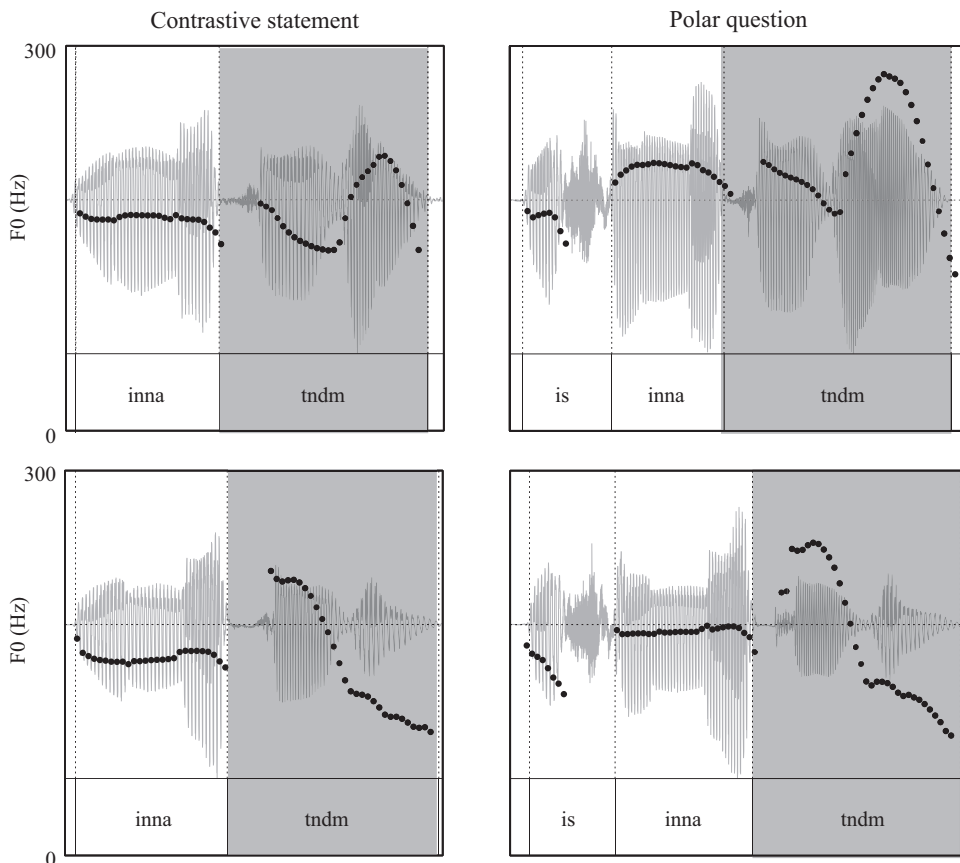 Contrastive statement
Polar question
300
F0 (Hz)
inna
tndm
is
inna
tndm
0
300
F0 (Hz)
inna
tndm
is
inna
tndm
0